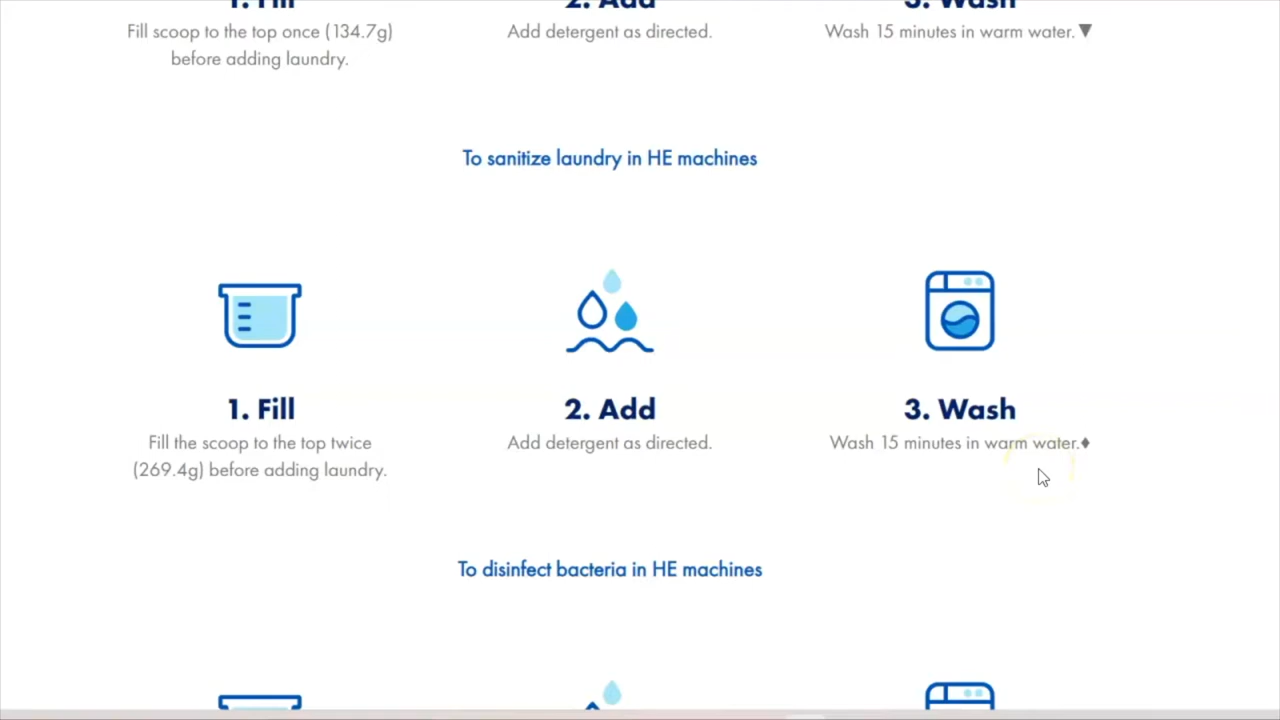 1. Fill
2. Add
3. Wash
Fill scoop to the top once (134.7g)
before adding laundry.
Add detergent as directed.
Wash 15 minutes in warm water.▼
To sanitize laundry in HE machines
1. Fill
2. Add
3. Wash
Fill the scoop to the top twice
(269.4g) before adding laundry.
Add detergent as directed.
Wash 15 minutes in warm water.♦
To disinfect bacteria in HE machines